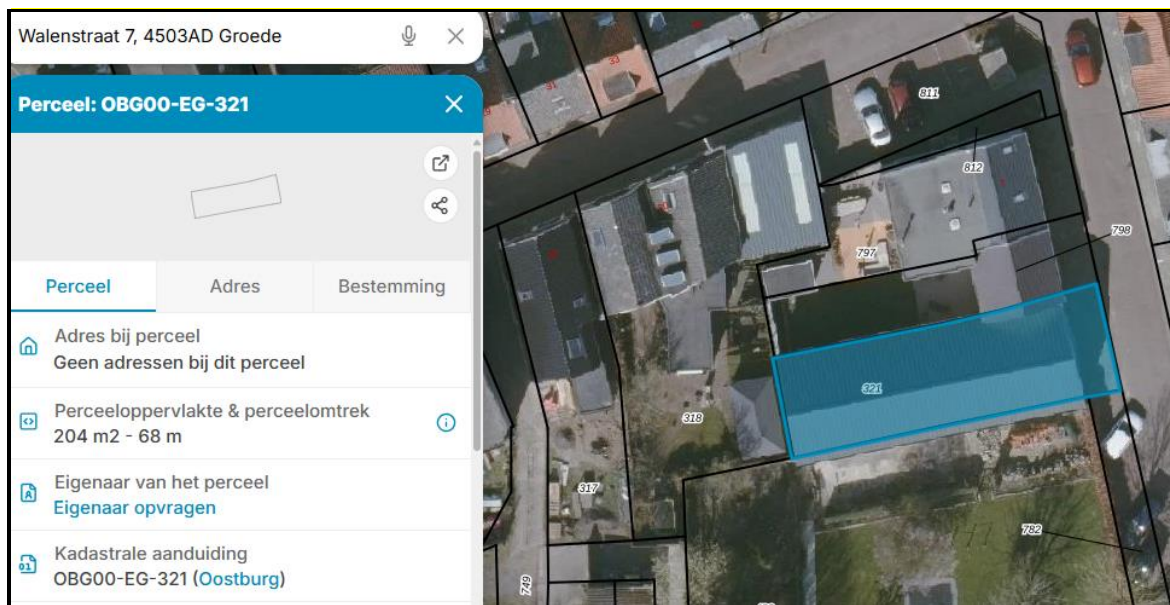 Walenstraat 7, 4503AD Groede
Perceel: OBG00-EG-321
Perceel Adres Bestemming
Adres bij perceel
Geen adressen bij dit perceel
Perceeloppervlakte & perceelomtrek
204 m2 - 68 m
Eigenaar van het perceel
Eigenaar opvragen
Kadastrale aanduiding
OBG00-EG-321 (Oostburg)
33
31
811
812
798
797
321
318
317
782
749